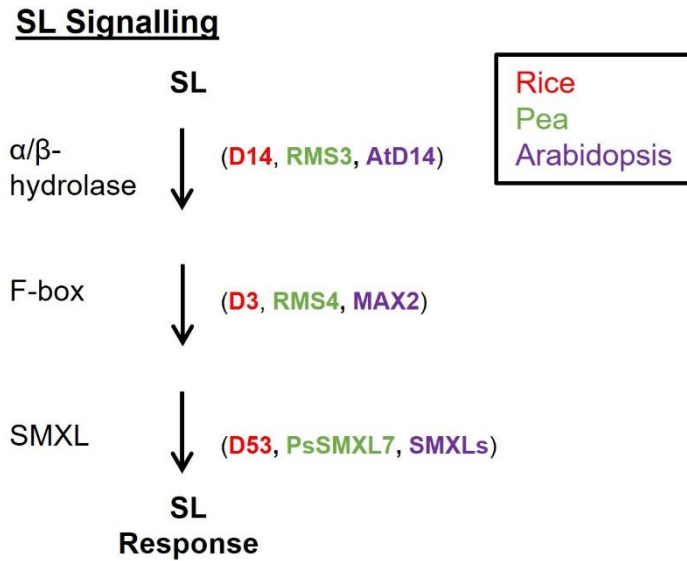 SL Signalling
SL
Rice
Pea
Arabidopsis
α/β-
hydrolase
(D14, RMS3, AtD14)
F-box
(D3, RMS4, MAX2)
SMXL
(D53, PsSMXL7, SMXLs)
SL
Response